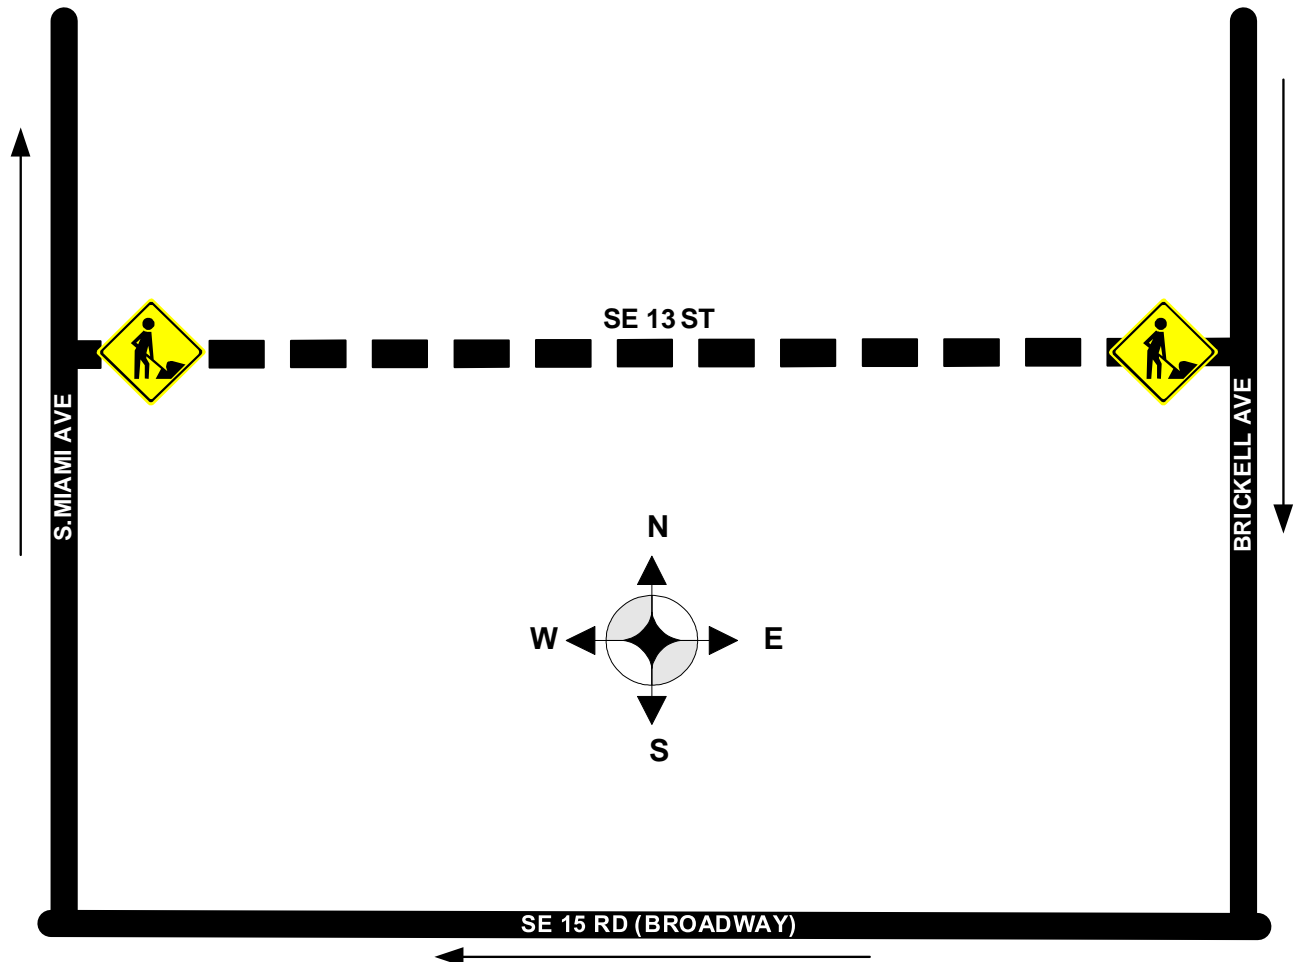 SE 13 ST
S.MIAMI AVE
BRICKELL AVE
N
W
E
S
SE 15 RD (BROADWAY)